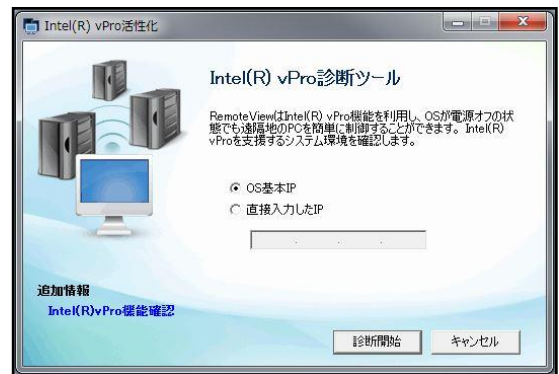 Intel(R) vPro活性化
Intel(R) vPro診断ツール
RemoteViewはIntel(R) vPro機能を利用し、OSが電源オフの状
態でも遠隔地のPCを簡単に制御することができます。Intel(R)
vProを支援するシステム環境を確認します。
OS基本IP
直接入力したIP
追加情報
Intel(R)vPro機能確認
診断開始
キャンセル